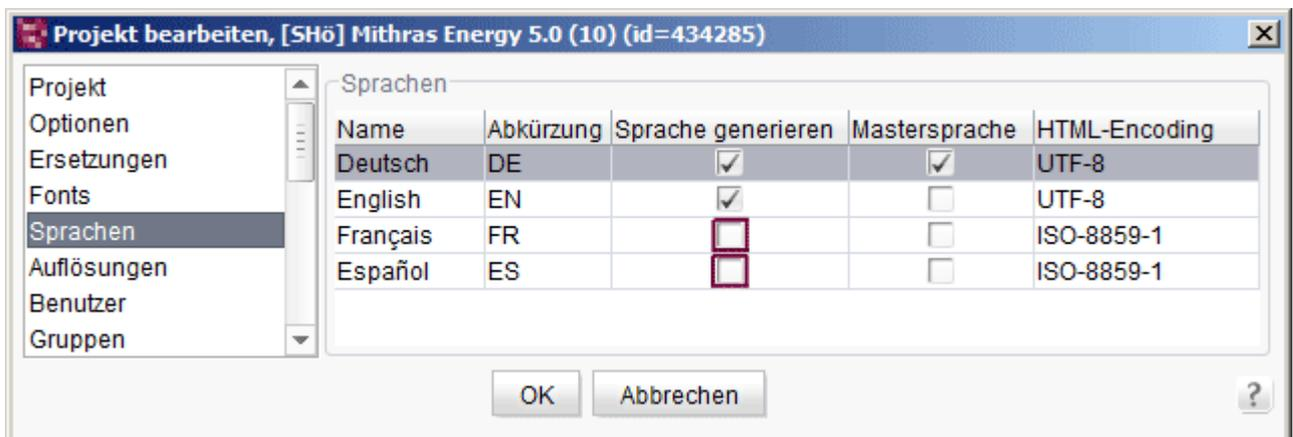 Projekt bearbeiten, [SHö] Mithras Energy 5.0 (10) (id=434285)
Projekt
Optionen
Ersetzungen
Fonts
Sprachen
Auflösungen
Benutzer
Gruppen
Sprachen
Name Abkürzung Sprache generieren Mastersprache HTML-Encoding
Deutsch DE UTF-8
English EN UTF-8
Français FR ISO-8859-1
Español ES ISO-8859-1
OK Abbrechen ?